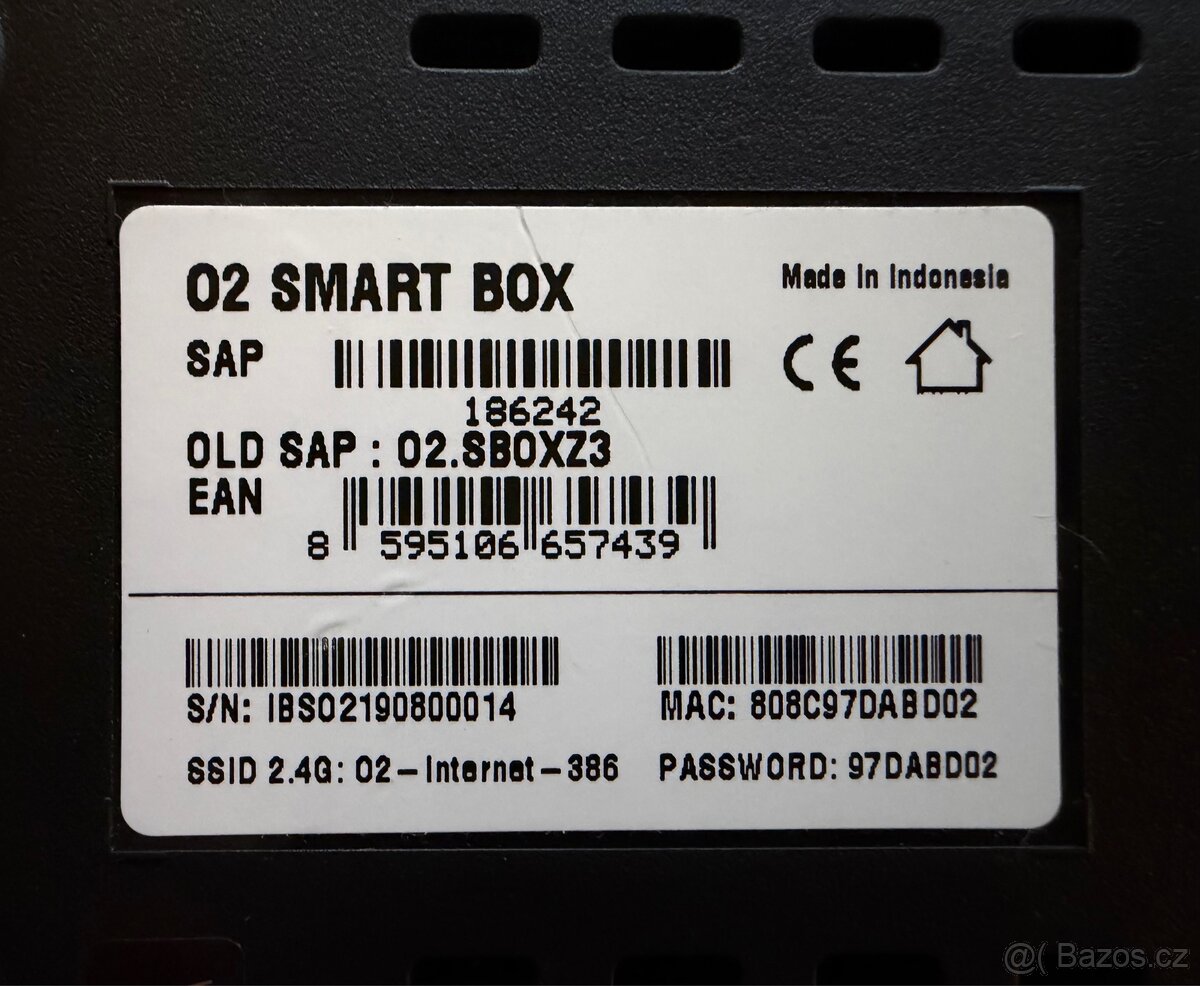 O2 SMART BOX
Made in Indonesia
SAP
CE
186242
OLD SAP : O2.SBOXZ3
EAN
8 595106 657439
S/N: IBSO2190800014
MAC: 808C97DABD02
SSID 2.4G: O2-Internet-386
PASSWORD: 97DABD02
@( Bazos.cz